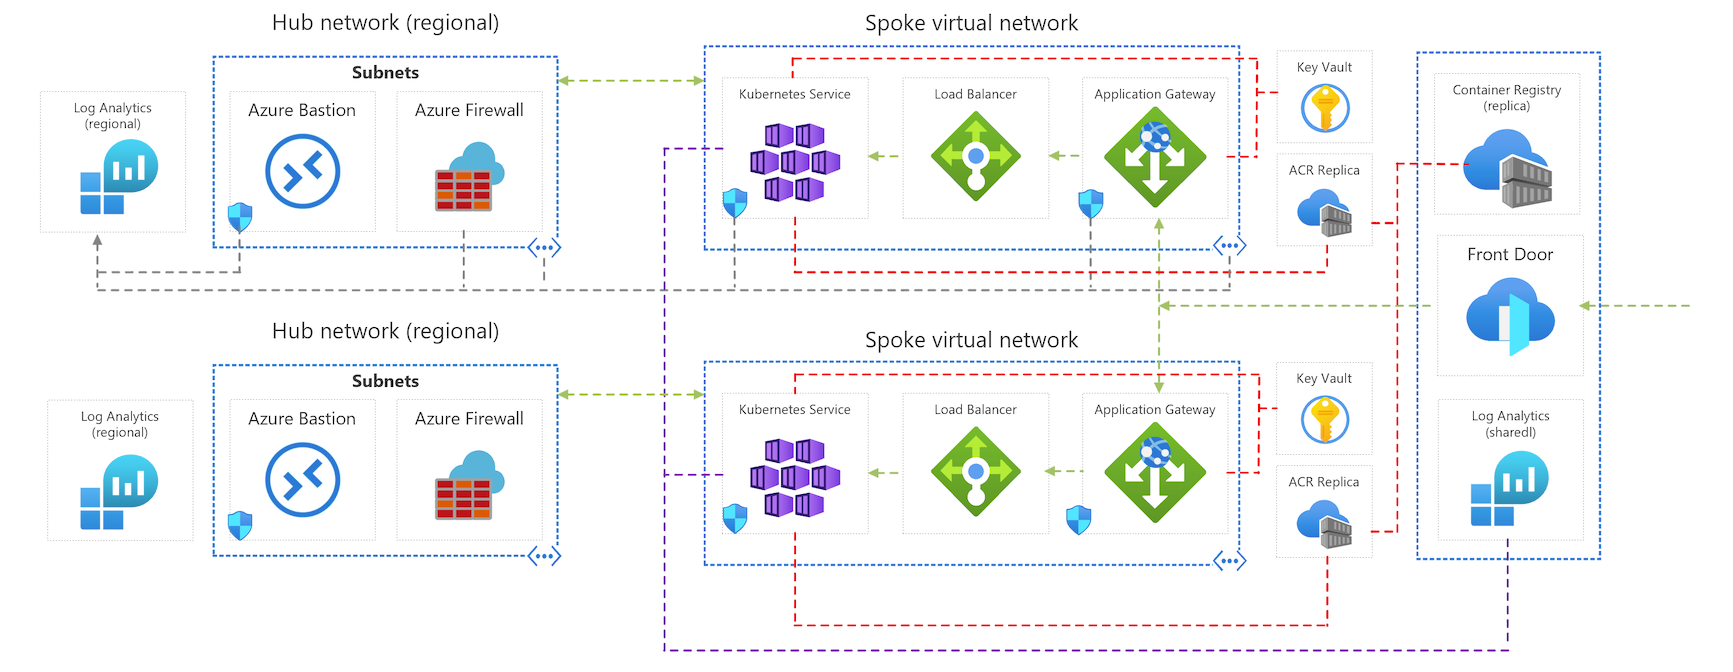 Hub network (regional)
Spoke virtual network
Subnets
Log Analytics
(regional)
Azure Bastion
Azure Firewall
Kubernetes Service
Load Balancer
Application Gateway
Key Vault
ACR Replica
Container Registry
(replica)
Front Door
Hub network (regional)
Spoke virtual network
Subnets
Log Analytics
(regional)
Azure Bastion
Azure Firewall
Kubernetes Service
Load Balancer
Application Gateway
Key Vault
ACR Replica
Log Analytics
(sharedl)